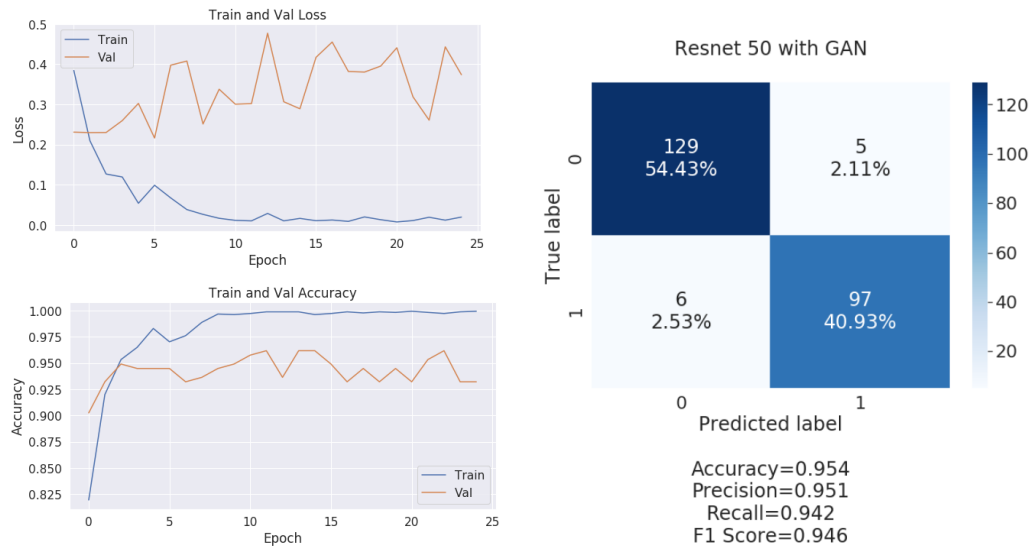 Train and Val Loss
0.5
0.4
0.3
0.2
0.1
0.0
Loss
Train
Val
0 5 10 15 20 25
Epoch
Train and Val Accuracy
1.000
0.975
0.950
0.925
0.900
0.875
0.850
0.825
Accuracy
Train
Val
0 5 10 15 20 25
Epoch
Resnet 50 with GAN
True label
0
1
129
54.43%
5
2.11%
6
2.53%
97
40.93%
0 1
Predicted label
120
100
80
60
40
20
Accuracy=0.954
Precision=0.951
Recall=0.942
F1 Score=0.946